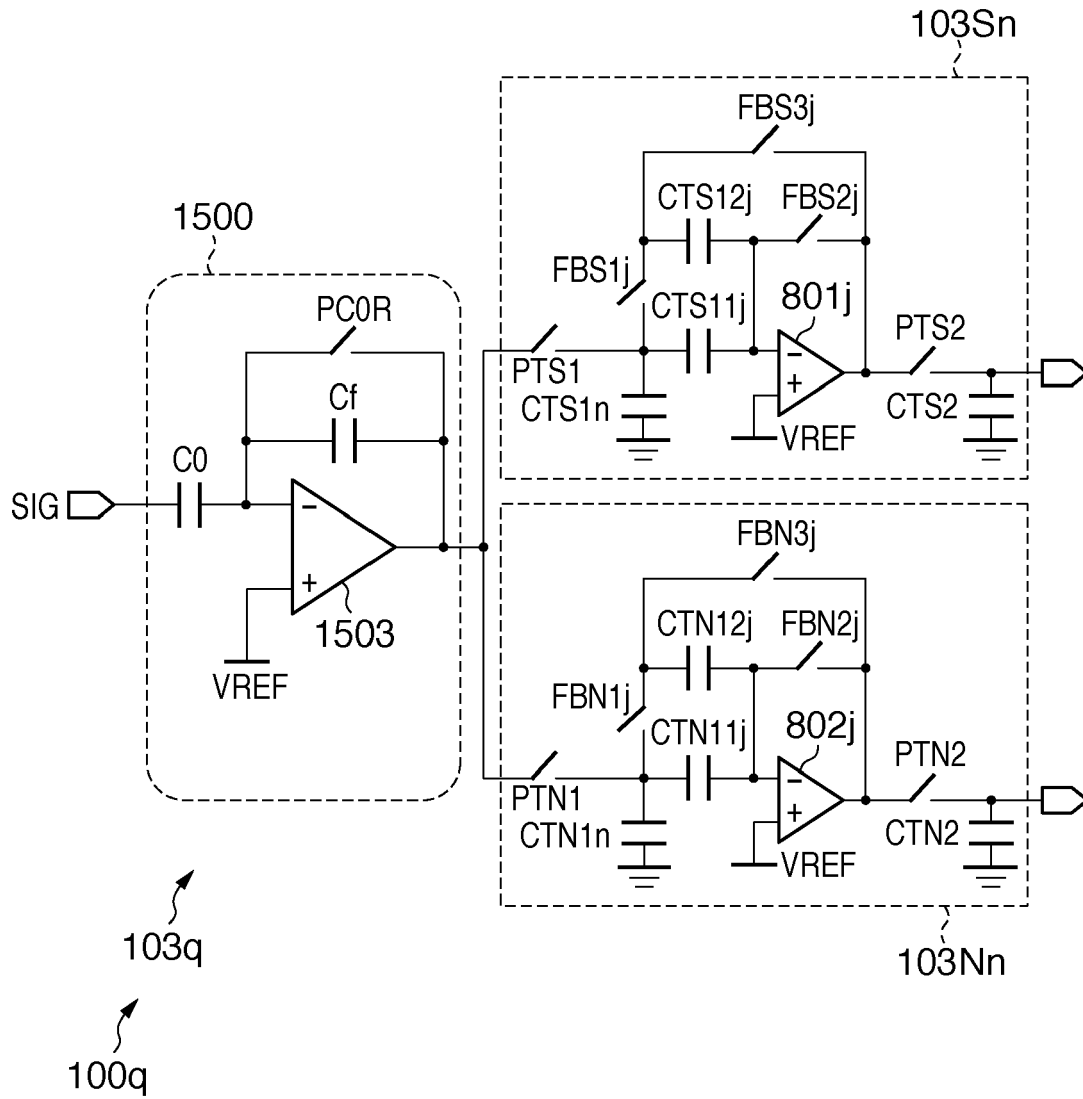 103Sn
FBS3j
CTS12j
FBS2j
1500
FBS1j
CTS11j
801j
PC0R
PTS1
PTS2
Cf
CTS1n
VREF
CTS2
C0
SIG
−
+
−
+
1503
VREF
FBN3j
CTN12j
FBN2j
FBN1j
CTN11j
802j
PTN1
PTN2
−
+
CTN1n
VREF
CTN2
103q
103Nn
100q